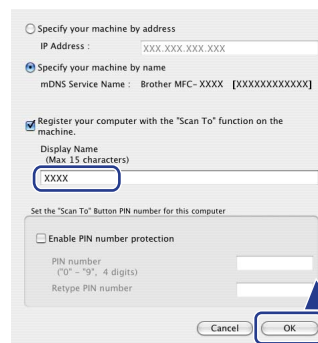 Specify your machine by address
IP Address : XXX.XXX.XXX.XXX
Specify your machine by name
mDNS Service Name : Brother MFC- XXXX [XXXXXXXXXXXX]
Register your computer with the "Scan To" function on the
machine.
Display Name
(Max 15 characters)
XXXX
Set the "Scan To" Button PIN number for this computer
Enable PIN number protection
PIN number
("0" – "9", 4 digits)
Retype PIN number
Cancel OK